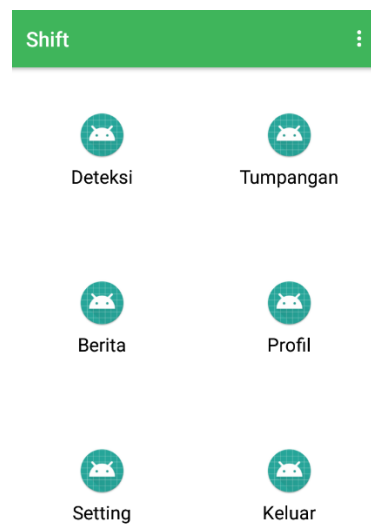 Shift
Deteksi
Tumpangan
Berita
Profil
Setting
Keluar